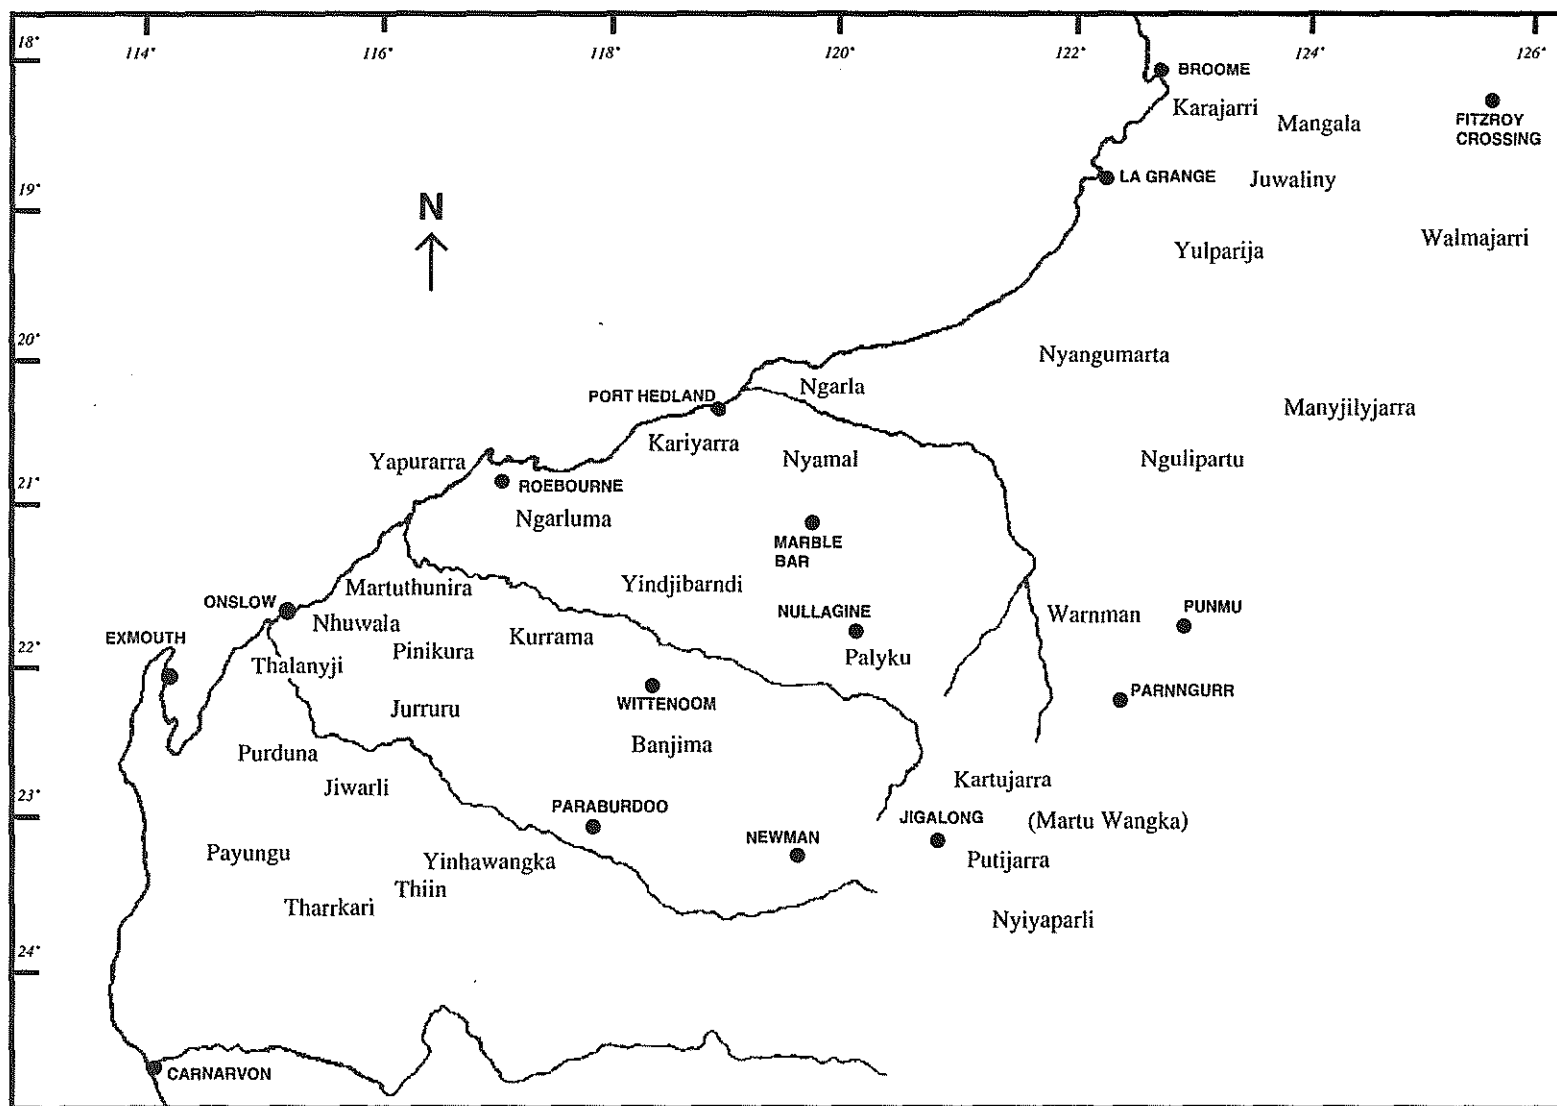 18°
114°
116°
118°
120°
122°
124°
126°
BROOME
Karajarri
Mangala
FITZROY
CROSSING
LA GRANGE
Juwaliny
19°
N
Yulparija
Walmajarri
20°
Nyangumarta
Ngarla
PORT HEDLAND
Manyjilyjarra
Kariyarra
Yapurarra
Nyamal
Ngulipartu
21°
ROEBOURNE
Ngarluma
MARBLE
BAR
Martuthunira
Yindjibarndi
ONSLOW
Nhuwala
NULLAGINE
Warnman
PUNMU
EXMOUTH
Kurrama
Pinikura
22°
Thalanyji
Palyku
WITTENOOM
PARNNGURR
Jurruru
Purduna
Banjima
Jiwarli
Kartujarra
23°
PARABURDOO
JIGALONG
(Martu Wangka)
NEWMAN
Payungu
Yinhawangka
Putijarra
Thiin
Tharrkari
Nyiyaparli
24°
CARNARVON